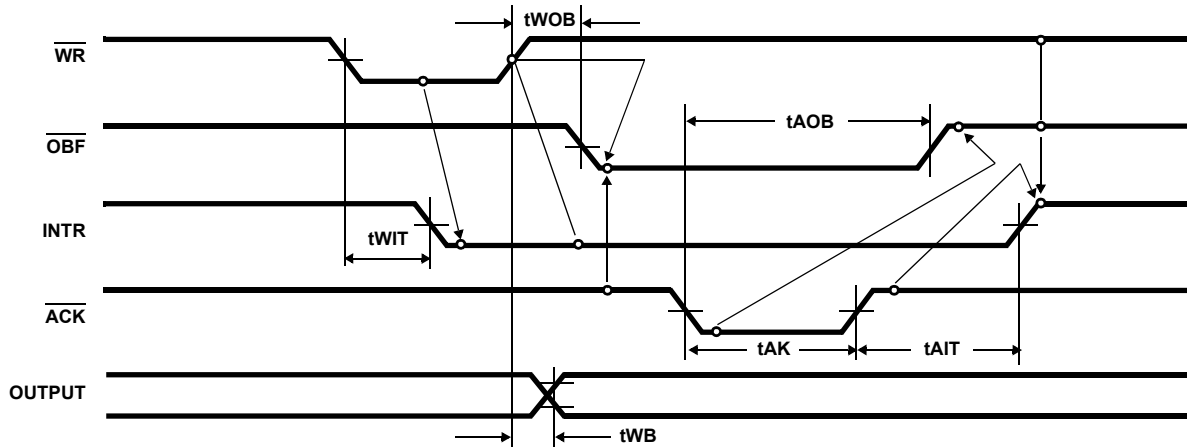 tWOB
WR
OBF
tAOB
INTR
tWIT
ACK
tAK
tAIT
OUTPUT
tWB